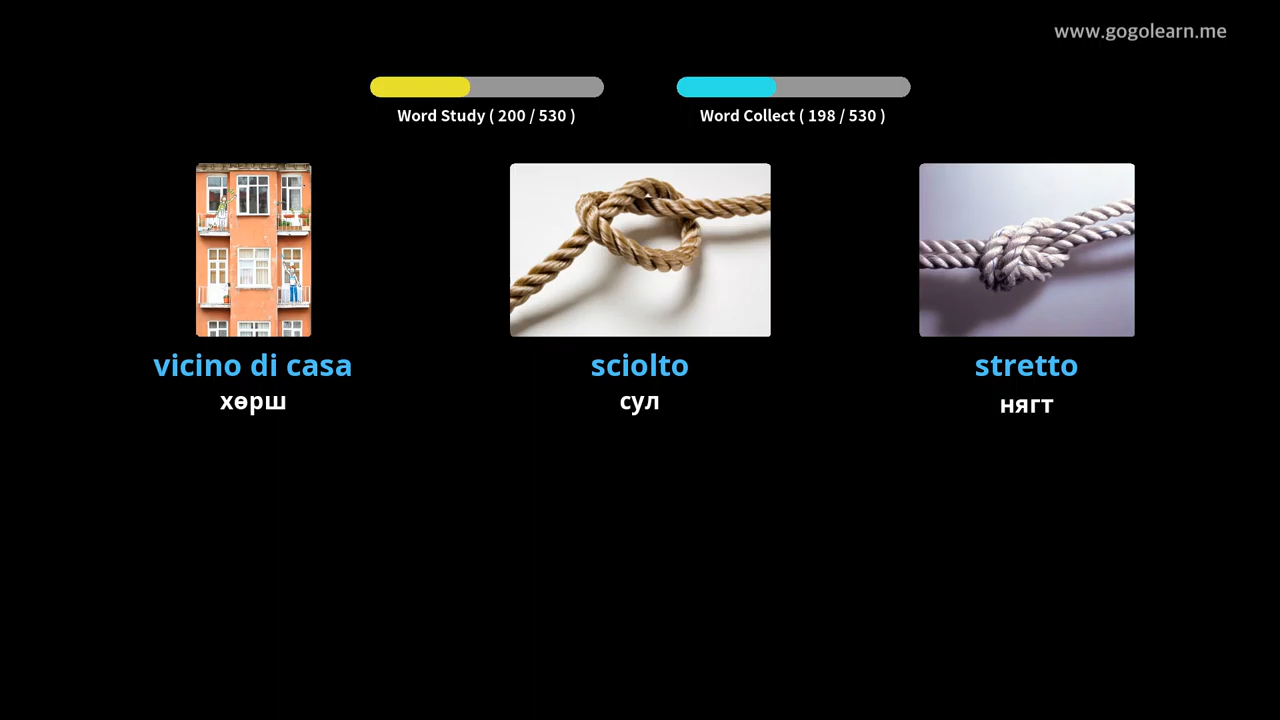 www.gogolearn.me
Word Study ( 200 / 530 )
Word Collect ( 198 / 530 )
vicino di casa
хөрш
sciolto
сул
stretto
нягт